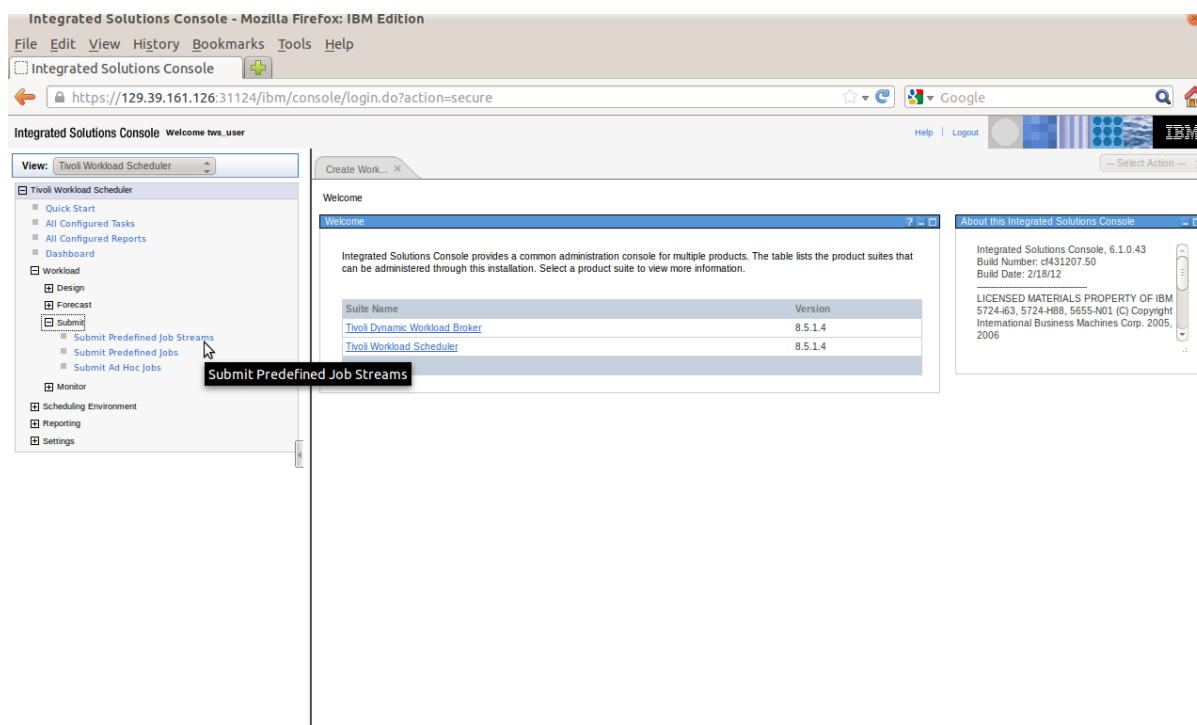 Integrated Solutions Console - Mozilla Firefox: IBM Edition
File Edit View History Bookmarks Tools Help
Integrated Solutions Console
https://129.39.161.126:31124/ibm/console/login.do?action=secure
Google
Integrated Solutions Console Welcome tws_user
Help Logout
IBM
View: Tivoli Workload Scheduler
Create Work...
--- Select Action ---
Tivoli Workload Scheduler
Quick Start
All Configured Tasks
All Configured Reports
Dashboard
Workload
Design
Forecast
Submit
Submit Predefined Job Streams
Submit Predefined Jobs
Submit Ad Hoc Jobs
Submit Predefined Job Streams
Monitor
Scheduling Environment
Reporting
Settings
Welcome
Welcome
Integrated Solutions Console provides a common administration console for multiple products. The table lists the product suites that
can be administered through this installation. Select a product suite to view more information.
Suite Name Version
Tivoli Dynamic Workload Broker 8.5.1.4
Tivoli Workload Scheduler 8.5.1.4
About this Integrated Solutions Console
Integrated Solutions Console, 6.1.0.43
Build Number: cf431207.50
Build Date: 2/18/12
----------------------------------------
LICENSED MATERIALS PROPERTY OF IBM
5724-i63, 5724-H88, 5655-N01 (C) Copyright
International Business Machines Corp. 2005,
2006